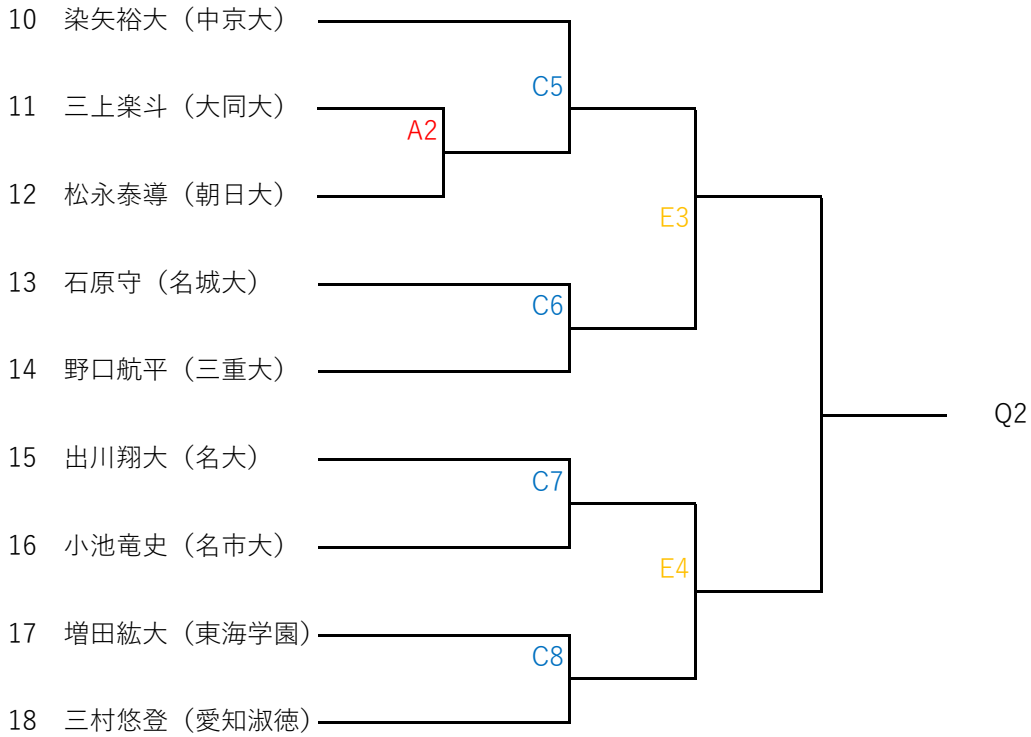 10 染矢裕大（中京大）
C5
11 三上楽斗（大同大）
A2
12 松永泰導（朝日大）
E3
13 石原守（名城大）
C6
14 野口航平（三重大）
Q2
15 出川翔大（名大）
C7
16 小池竜史（名市大）
E4
17 増田紘大（東海学園）
C8
18 三村悠登（愛知淑徳）